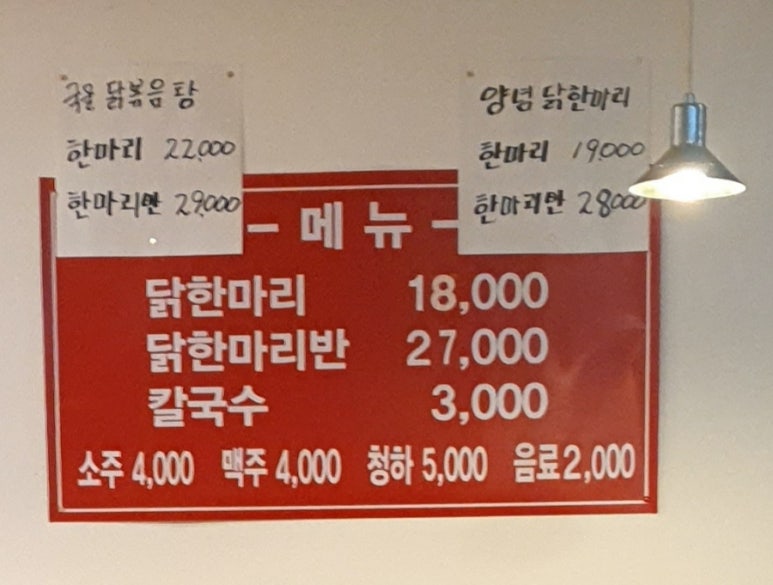 국물 닭볶음탕
한마리 22,000
한마리반 29,000
양념 닭한마리
한마리 19,000
한마리반 28,000
- 메뉴 -
닭한마리 18,000
닭한마리반 27,000
칼국수 3,000
소주 4,000 맥주 4,000 청하 5,000 음료 2,000